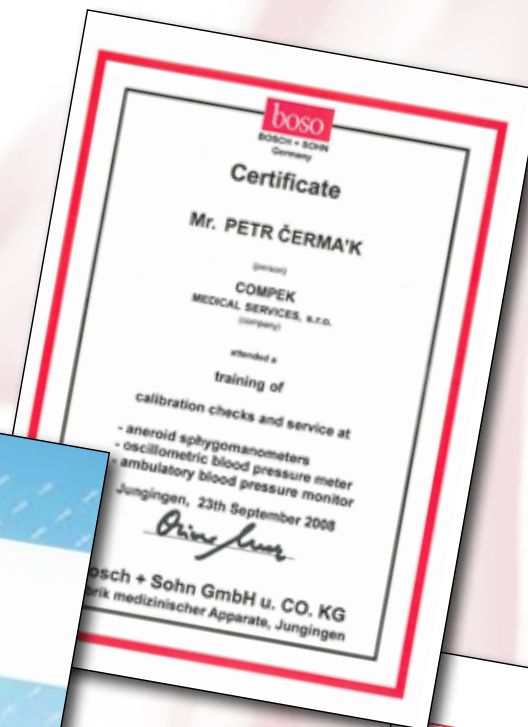 boso
BOSCH + SOHN
Germany
Certificate
Mr. PETR ČERMA'K
(person)
COMPEK
MEDICAL SERVICES, s.r.o.
(company)
attended a
training of
calibration checks and service at
- aneroid sphygomanometers
- oscillometric blood pressure meter
- ambulatory blood pressure monitor
Jungingen, 23th September 2008
osch + Sohn GmbH u. CO. KG
brik medizinischer Apparate, Jungingen